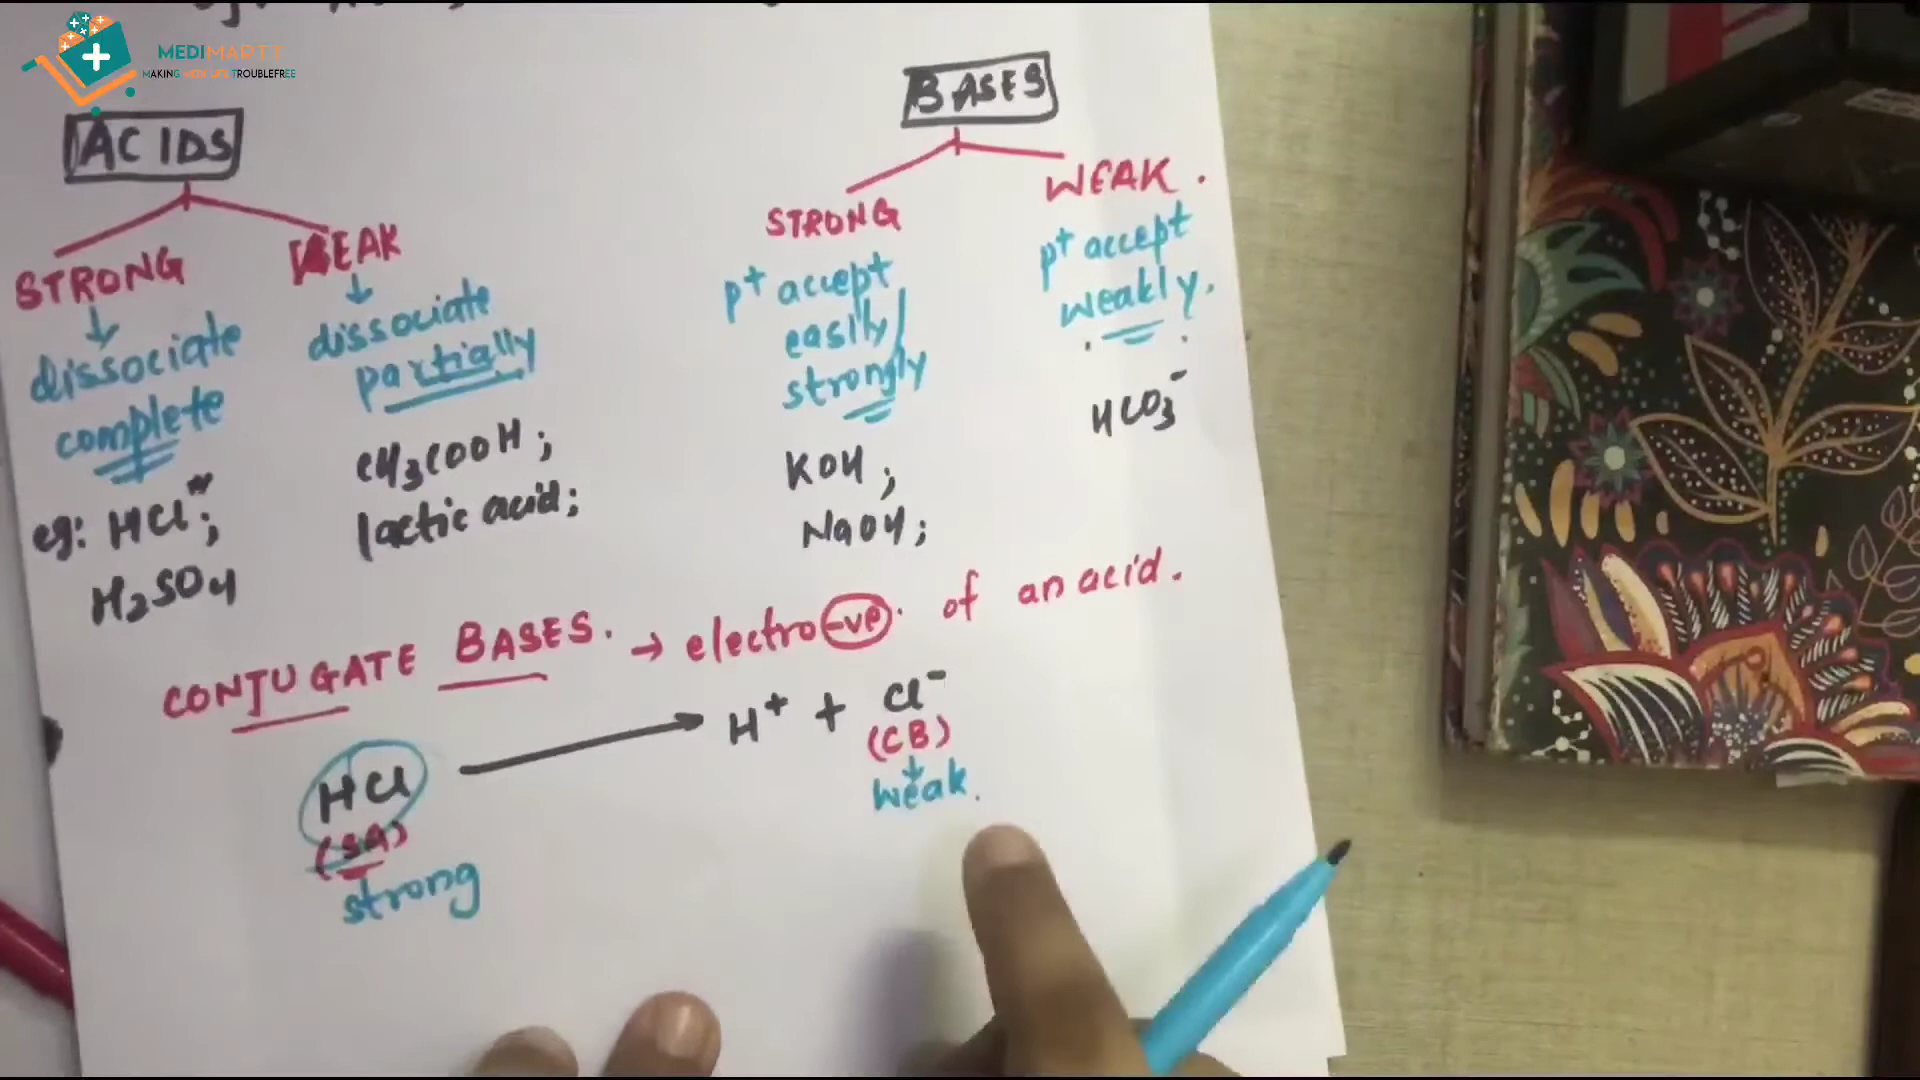 MEDIMARTT
MAKING MEDICO'S TROUBLEFREE
BASES
ACIDS
STRONG
WEAK
STRONG
WEAK.
dissociate
complete
dissociate
partially
p+ accept
easily/
strongly
p+ accept
weakly.
eg: HCl;
H2SO4
CH3COOH;
lactic acid;
KOH;
NaOH;
HCO3-
CONJUGATE BASES. → electro -ve. of an acid.
HCl → H+ + Cl-
(SA)
strong
(CB)
↓
weak.